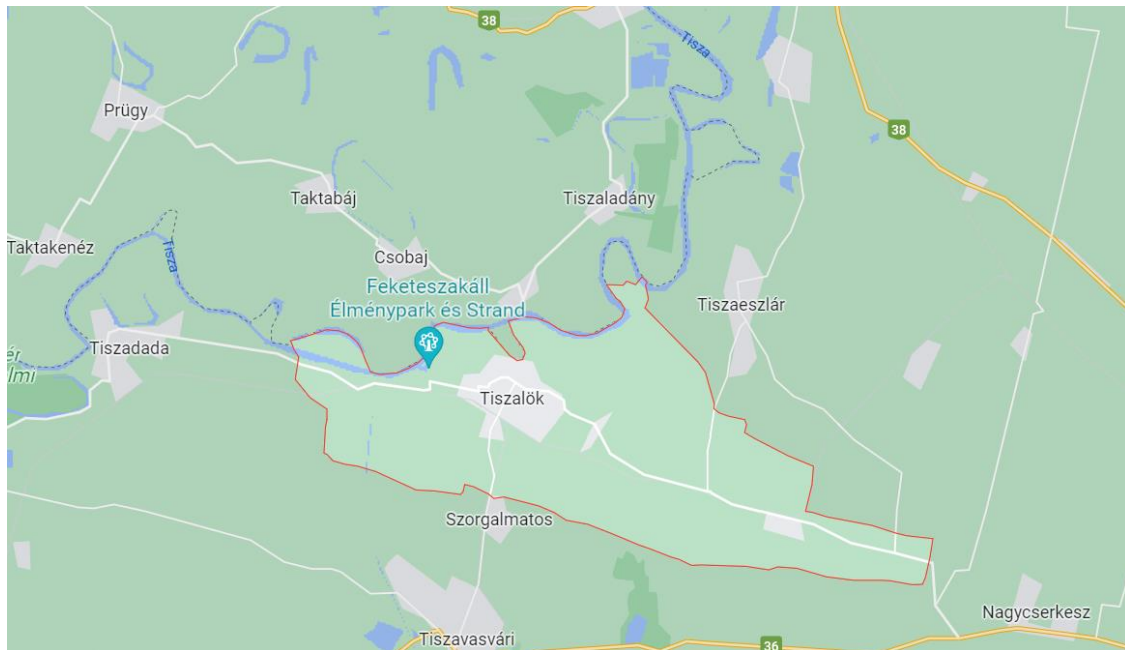 38
Tisza
Prügy
38
Taktabáj
Tiszaladány
Taktakenéz
Tisza
Csobaj
Feketeszakáll
Élménypark és Strand
Tiszaeszlár
Tiszadada
Tiszalök
Szorgalmatos
Nagycserkesz
Tiszavasvári
36